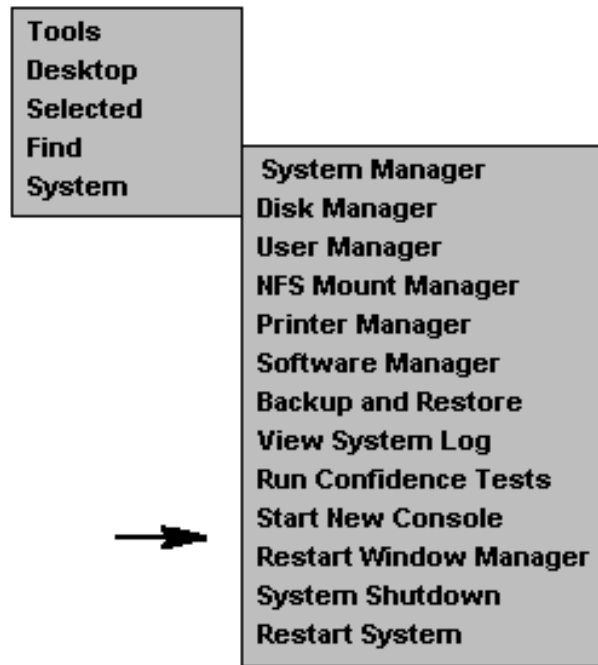 Tools
Desktop
Selected
Find
System
System Manager
Disk Manager
User Manager
NFS Mount Manager
Printer Manager
Software Manager
Backup and Restore
View System Log
Run Confidence Tests
Start New Console
Restart Window Manager
System Shutdown
Restart System